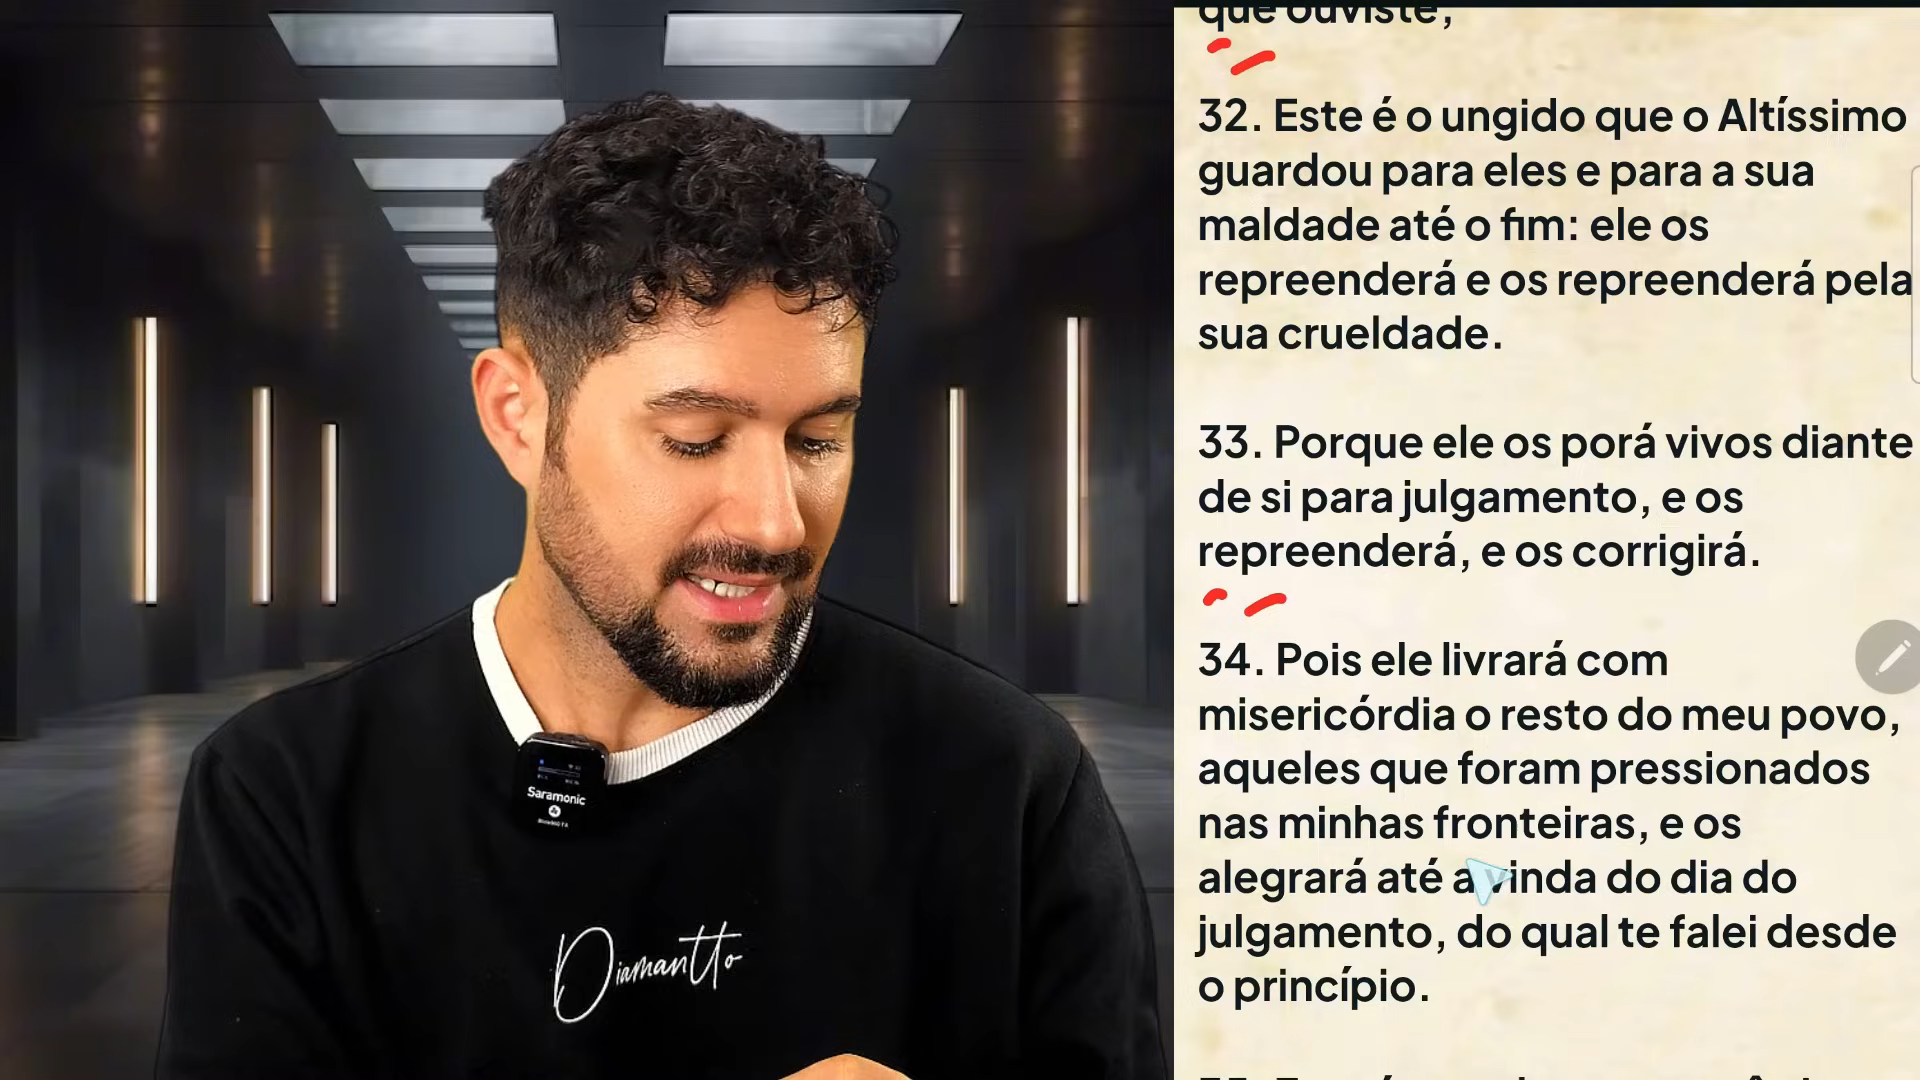 que ouviste;
32. Este é o ungido que o Altíssimo
guardou para eles e para a sua
maldade até o fim: ele os
repreenderá e os repreenderá pela
sua crueldade.
33. Porque ele os porá vivos diante
de si para julgamento, e os
repreenderá, e os corrigirá.
34. Pois ele livrará com
misericórdia o resto do meu povo,
aqueles que foram pressionados
nas minhas fronteiras, e os
alegrará até a vinda do dia do
julgamento, do qual te falei desde
o princípio.
Saramonic
Diamantto